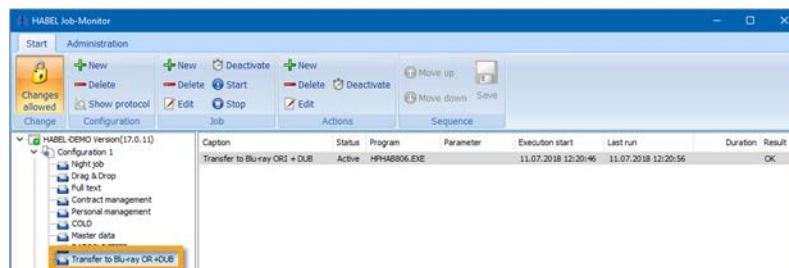 HABEL Job-Monitor
Start Administration
New New Deactivate New
Delete Delete Start Delete Deactivate Move up
Changes allowed Show protocol Edit Stop Edit Move down Save
Change Configuration Job Actions Sequence
HABEL-DEMO Version(17.0.11)
Configuration 1
Night job
Drag & Drop
Full text
Contract management
Personal management
COLD
Master data
Transfer to Blu-ray OR +DUB
Caption Status Program Parameter Execution start Last run Duration Result
Transfer to Blu-ray ORI + DUB Active HPHAB806.EXE 11.07.2018 12:20:46 11.07.2018 12:20:56 OK